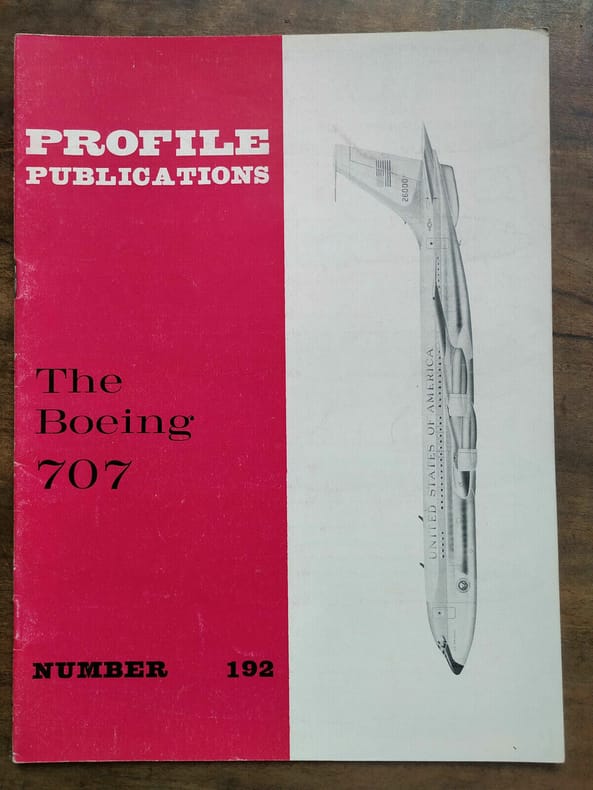 PROFILE
PUBLICATIONS
The
Boeing
707
NUMBER 192
26000
UNITED STATES OF AMERICA